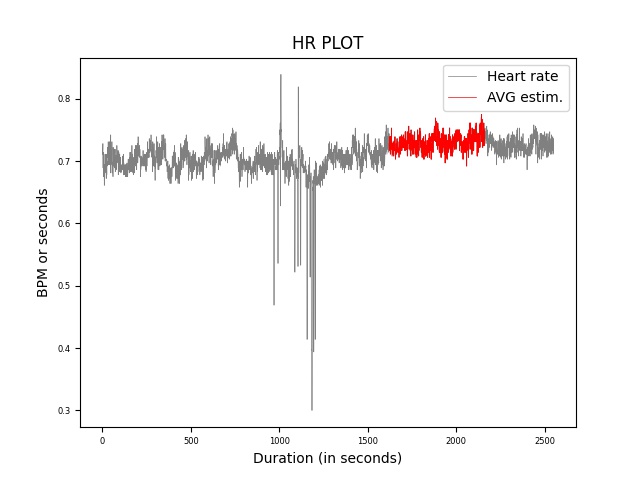 HR PLOT
Heart rate
AVG estim.
BPM or seconds
0.8
0.7
0.6
0.5
0.4
0.3
0
500
1000
1500
2000
2500
Duration (in seconds)